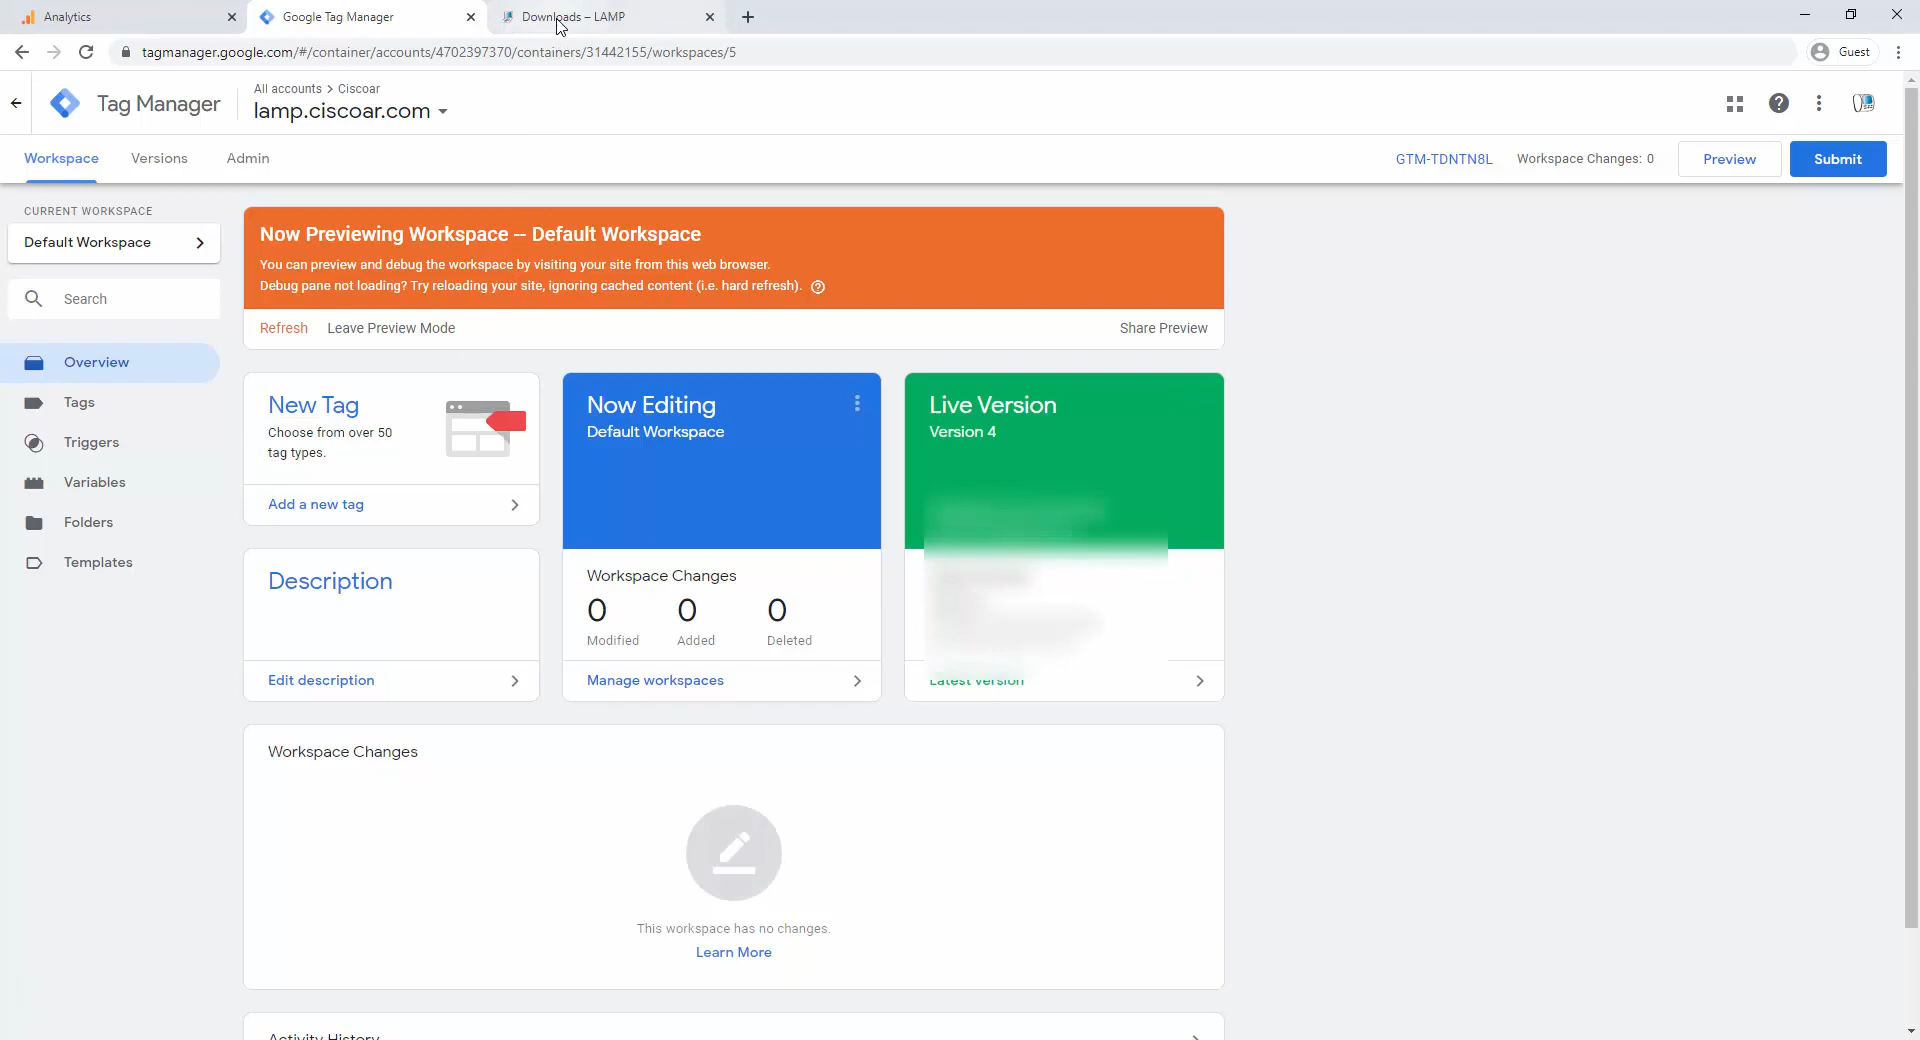 Analytics
Google Tag Manager
Downloads – LAMP
tagmanager.google.com/#/container/accounts/4702397370/containers/31442155/workspaces/5
Guest
Tag Manager
All accounts > Ciscoar
lamp.ciscoar.com
Workspace
Versions
Admin
GTM-TDNTN8L
Workspace Changes: 0
Preview
Submit
CURRENT WORKSPACE
Default Workspace
Search
Overview
Tags
Triggers
Variables
Folders
Templates
Now Previewing Workspace -- Default Workspace
You can preview and debug the workspace by visiting your site from this web browser.
Debug pane not loading? Try reloading your site, ignoring cached content (i.e. hard refresh).
Refresh
Leave Preview Mode
Share Preview
New Tag
Choose from over 50
tag types.
Add a new tag
Description
Edit description
Now Editing
Default Workspace
Workspace Changes
0 0 0
Modified Added Deleted
Manage workspaces
Live Version
Version 4
Latest version
Workspace Changes
This workspace has no changes.
Learn More
Activity History